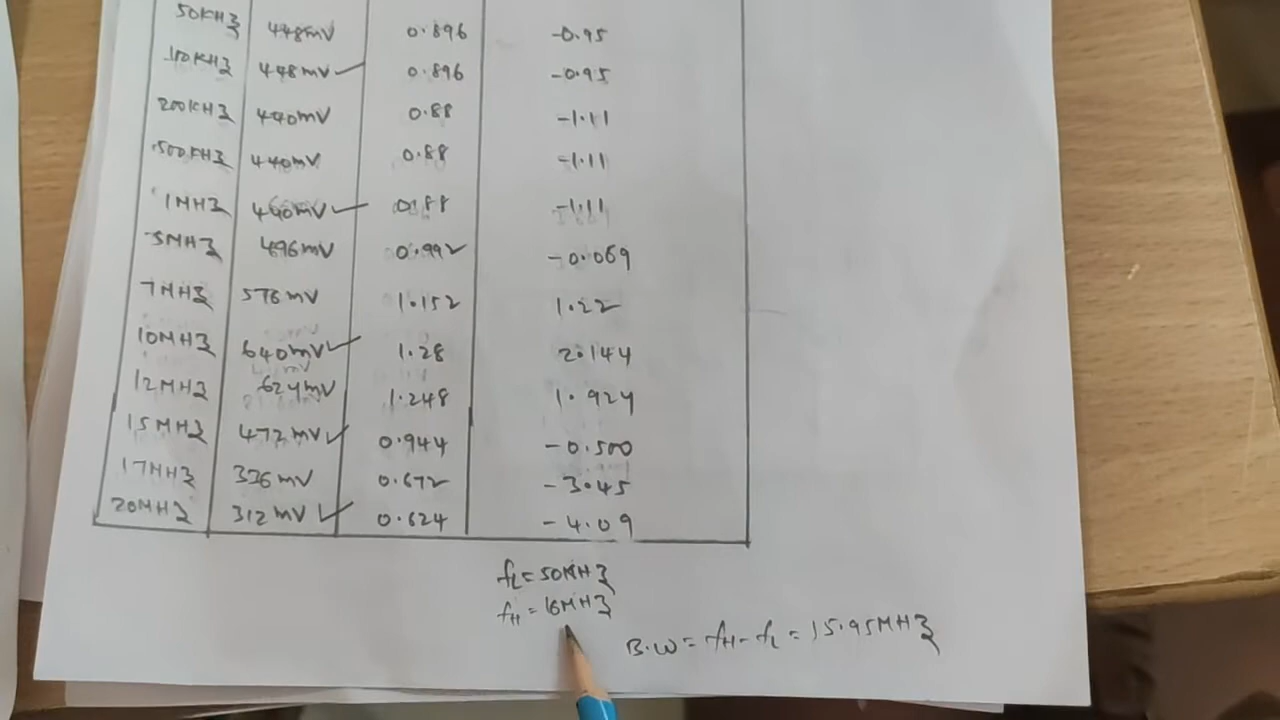 50KHz 448mV 0.896 -0.95
100KHz 448mV ✓ 0.896 -0.95
200KHz 440mV 0.88 -1.11
500KHz 440mV 0.88 -1.11
1MHz 440mV ✓ 0.88 -1.11
5MHz 496mV 0.992 -0.069
7MHz 576mV 1.152 1.22
10MHz 640mV ✓ 1.28 2.144
12MHz 624mV 1.248 1.924
15MHz 472mV ✓ 0.944 -0.500
17MHz 336mV 0.672 -3.45
20MHz 312mV ✓ 0.624 -4.09
fL = 50KHz
fH = 16MHz
B.W = fH - fL = 15.95MHz